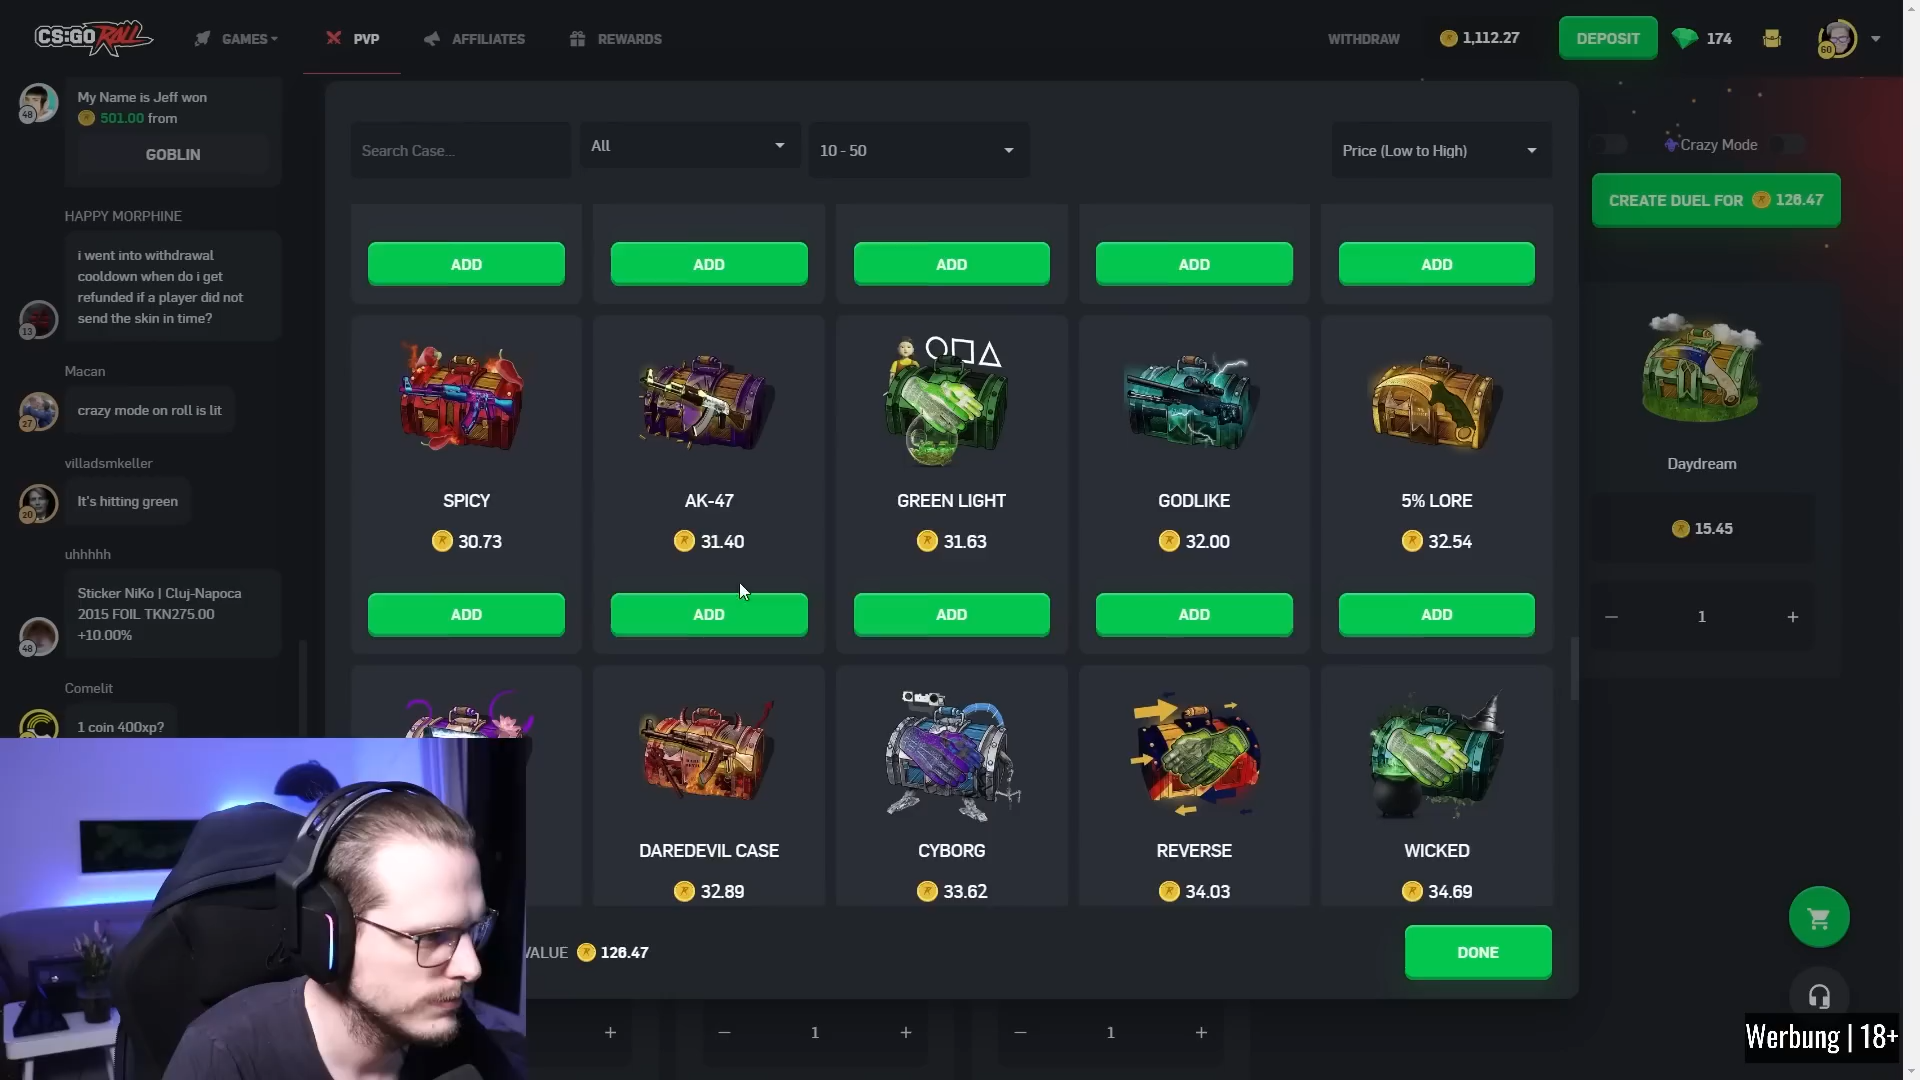 CS:GO ROLL
GAMES
PVP
AFFILIATES
REWARDS
WITHDRAW
1,112.27
DEPOSIT
174
60
48
My Name is Jeff won
501.00 from
GOBLIN
HAPPY MORPHINE
i went into withdrawal
cooldown when do i get
refunded if a player did not
send the skin in time?
13
Macan
crazy mode on roll is lit
27
villadsmkeller
It's hitting green
20
uhhhhh
Sticker NiKo | Cluj-Napoca
2015 FOIL TKN275.00
+10.00%
48
Comelit
1 coin 400xp?
Search Case...
All
10 - 50
Price (Low to High)
ADD
ADD
ADD
ADD
ADD
SPICY
AK-47
GREEN LIGHT
GODLIKE
5% LORE
30.73
31.40
31.63
32.00
32.54
ADD
ADD
ADD
ADD
ADD
DAREDEVIL CASE
CYBORG
REVERSE
WICKED
32.89
33.62
34.03
34.69
VALUE
126.47
DONE
Crazy Mode
CREATE DUEL FOR 126.47
Daydream
15.45
— 1 +
+
— 1 +
— 1 +
Werbung | 18+